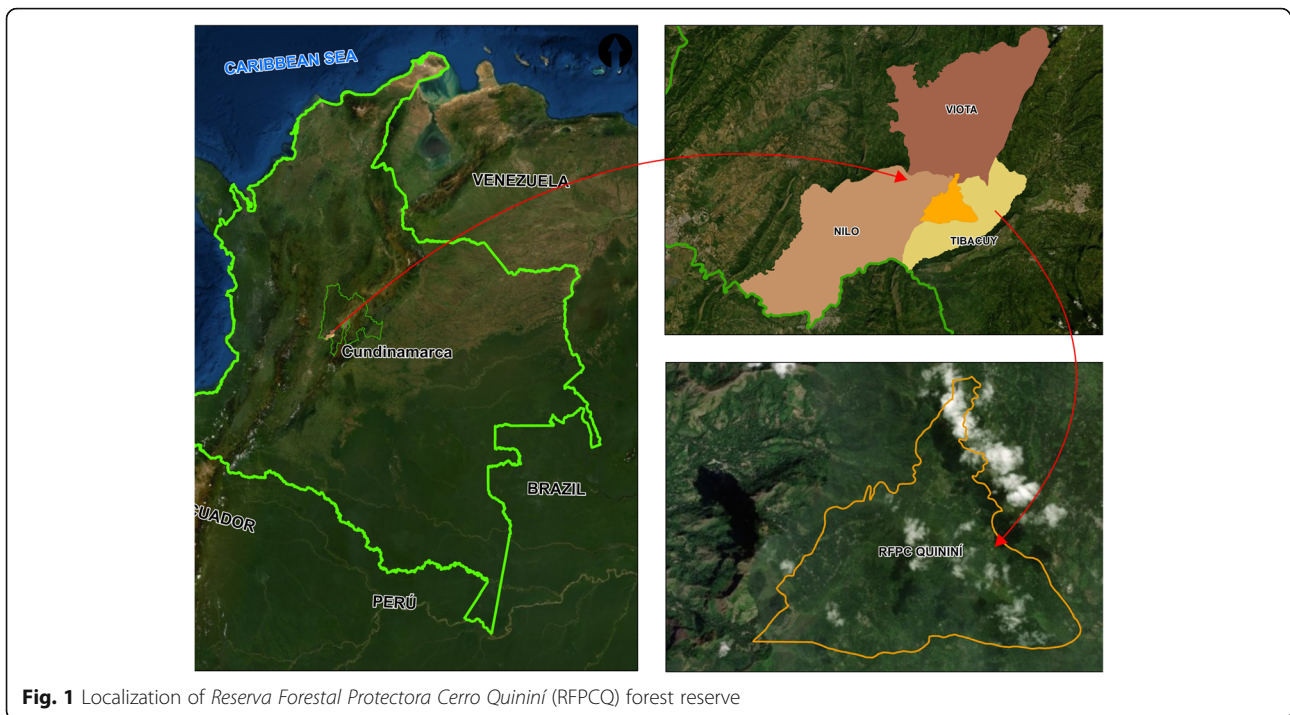 CARIBBEAN SEA
VENEZUELA
Cundinamarca
BRAZIL
CUADOR
PERÚ
VIOTA
NILO
TIBACUY
RFPC QUININÍ
Fig. 1 Localization of Reserva Forestal Protectora Cerro Quininí (RFPCQ) forest reserve